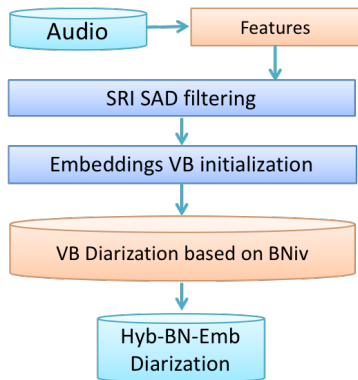 Audio
Features
SRI SAD filtering
Embeddings VB initialization
VB Diarization based on BNiv
Hyb-BN-Emb
Diarization